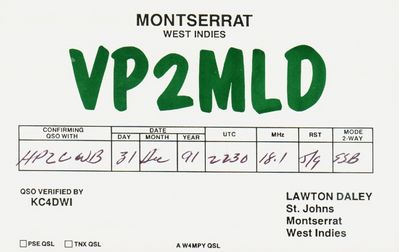 MONTSERRAT
WEST INDIES
VP2MLD
CONFIRMING QSO WITH DATE DAY MONTH YEAR UTC MHz RST MODE 2-WAY
HP2CWB 31 Dec 91 2230 18.1 5/9 SSB
QSO VERIFIED BY
KC4DWI
LAWTON DALEY
St. Johns
Montserrat
West Indies
PSE QSL TNX QSL A W4MPY QSL